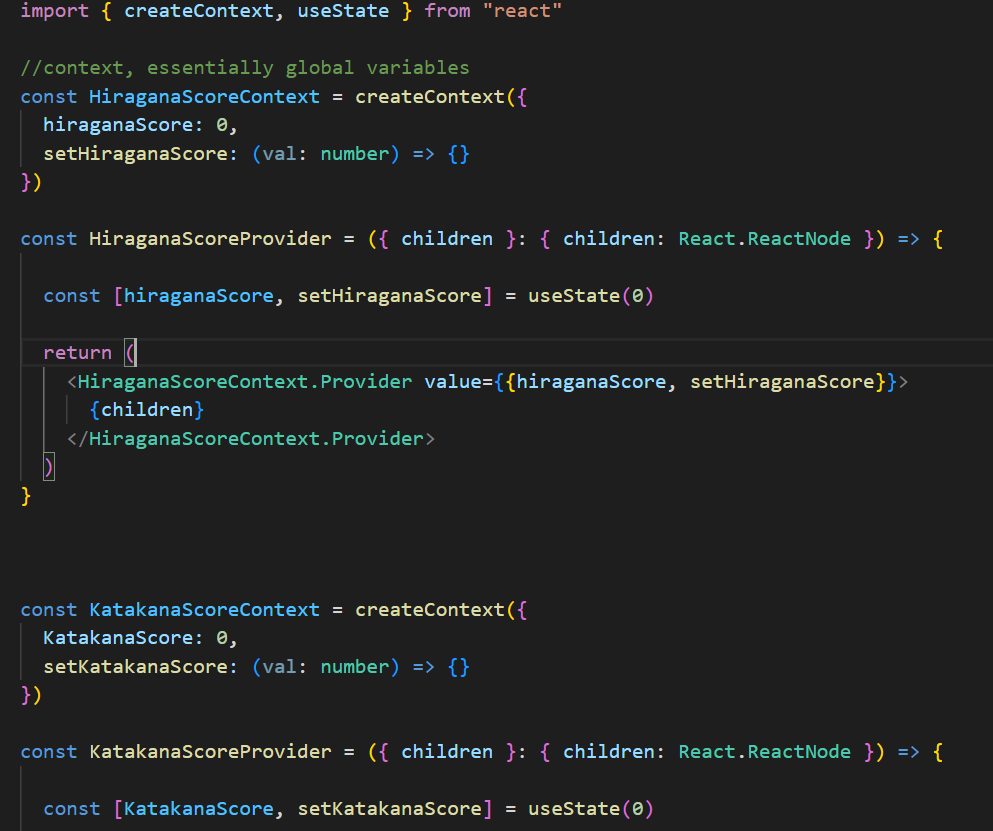 import { createContext, useState } from "react"
//context, essentially global variables
const HiraganaScoreContext = createContext({
hiraganaScore: 0,
setHiraganaScore: (val: number) => {}
})
const HiraganaScoreProvider = ({ children }: { children: React.ReactNode }) => {
const [hiraganaScore, setHiraganaScore] = useState(0)
return (
<HiraganaScoreContext.Provider value={{hiraganaScore, setHiraganaScore}}>
{children}
</HiraganaScoreContext.Provider>
)
}
const KatakanaScoreContext = createContext({
KatakanaScore: 0,
setKatakanaScore: (val: number) => {}
})
const KatakanaScoreProvider = ({ children }: { children: React.ReactNode }) => {
const [KatakanaScore, setKatakanaScore] = useState(0)